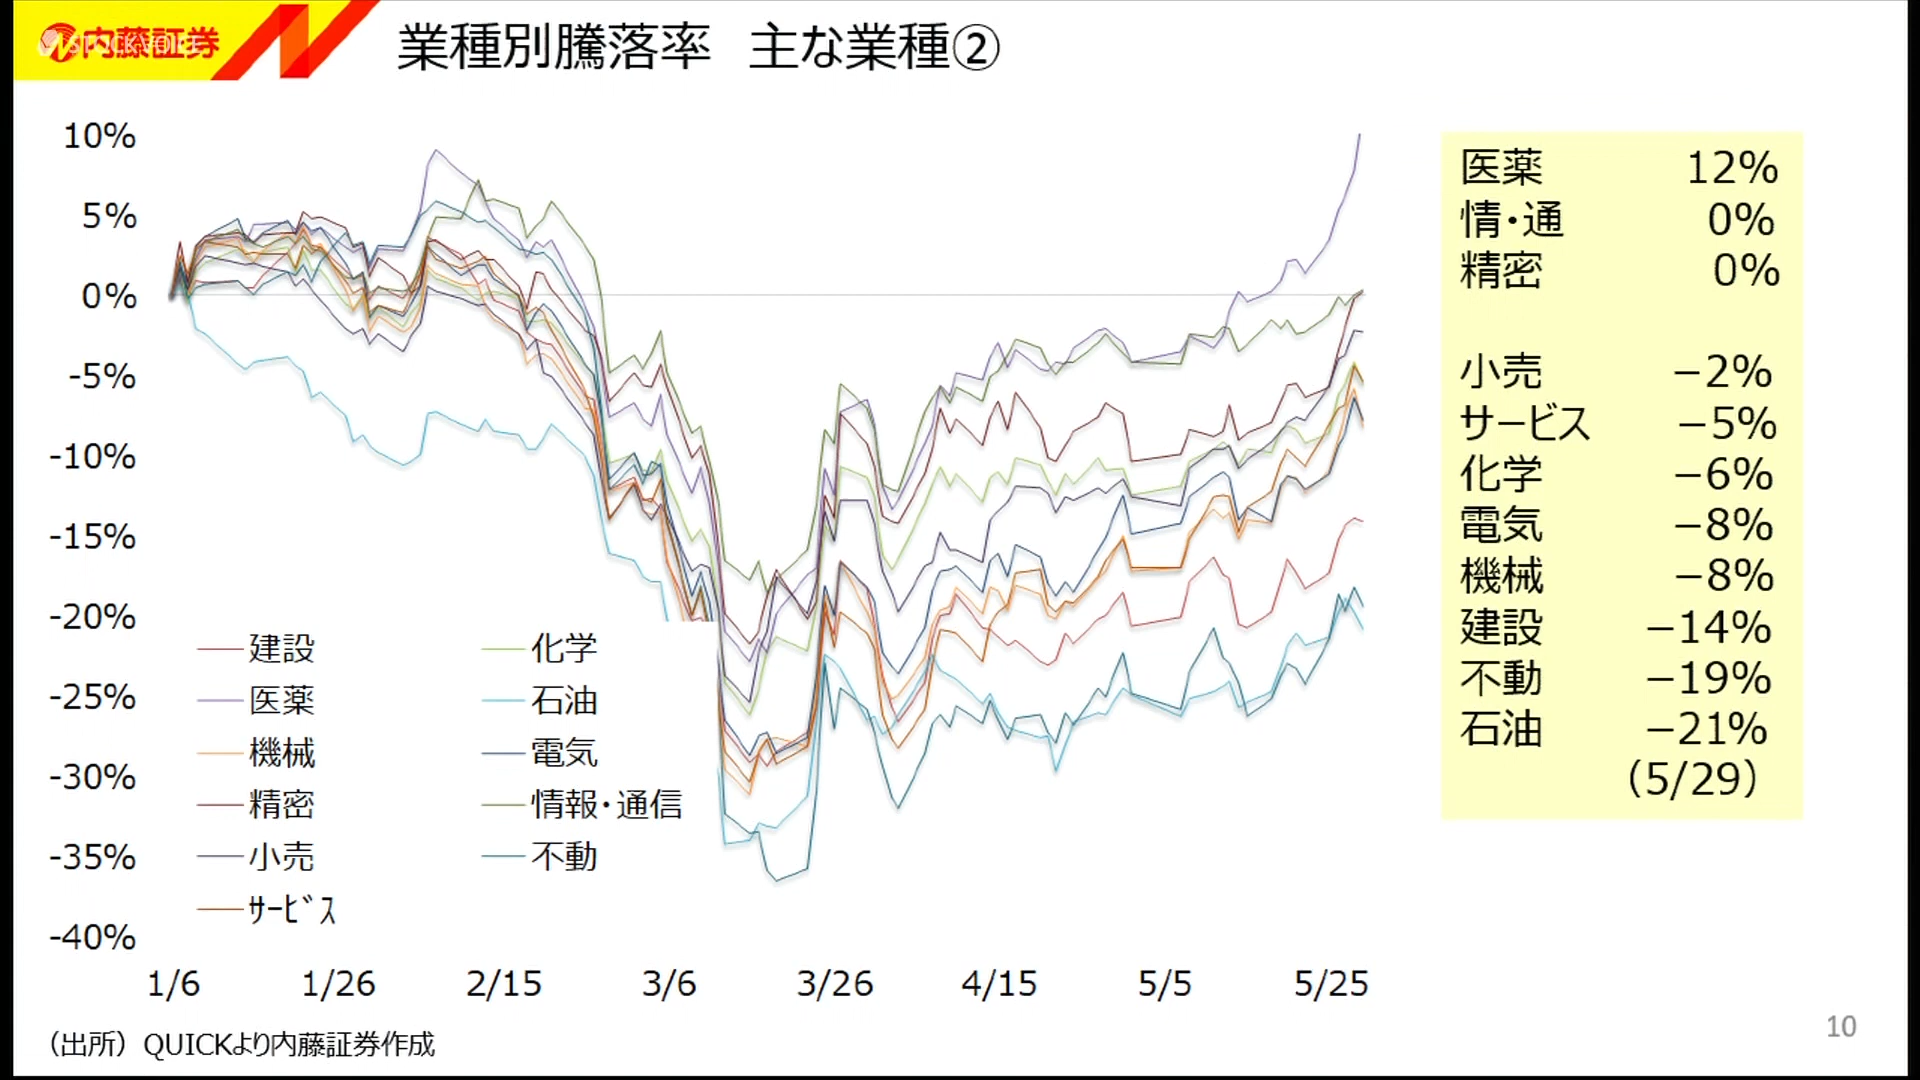 内藤証券
STOCKVOICE
業種別騰落率 主な業種②
10%
5%
0%
-5%
-10%
-15%
-20%
-25%
-30%
-35%
-40%
建設
化学
医薬
石油
機械
電気
精密
情報・通信
小売
不動
ｻｰﾋﾞｽ
1/6 1/26 2/15 3/6 3/26 4/15 5/5 5/25
医薬 12%
情・通 0%
精密 0%
小売 −2%
サービス −5%
化学 −6%
電気 −8%
機械 −8%
建設 −14%
不動 −19%
石油 −21%
（5/29）
（出所）QUICKより内藤証券作成
10